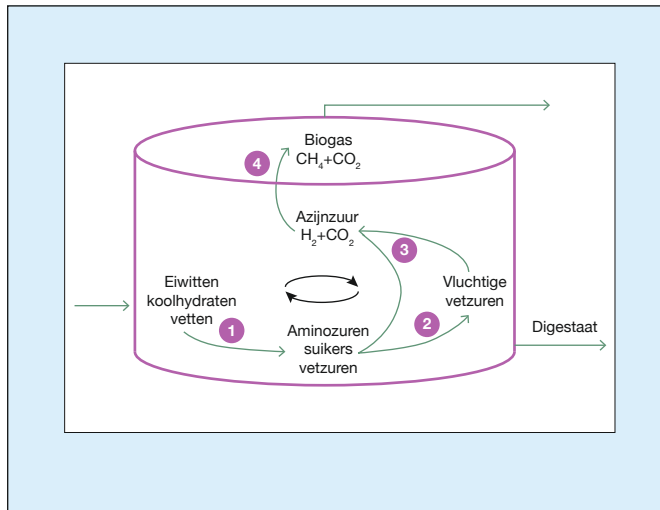 Biogas
CH₄+CO₂
4
Azijnzuur
H₂+CO₂
3
Eiwitten
koolhydraten
vetten
1
Vluchtige
vetzuren
2
Aminozuren
suikers
vetzuren
Digestaat